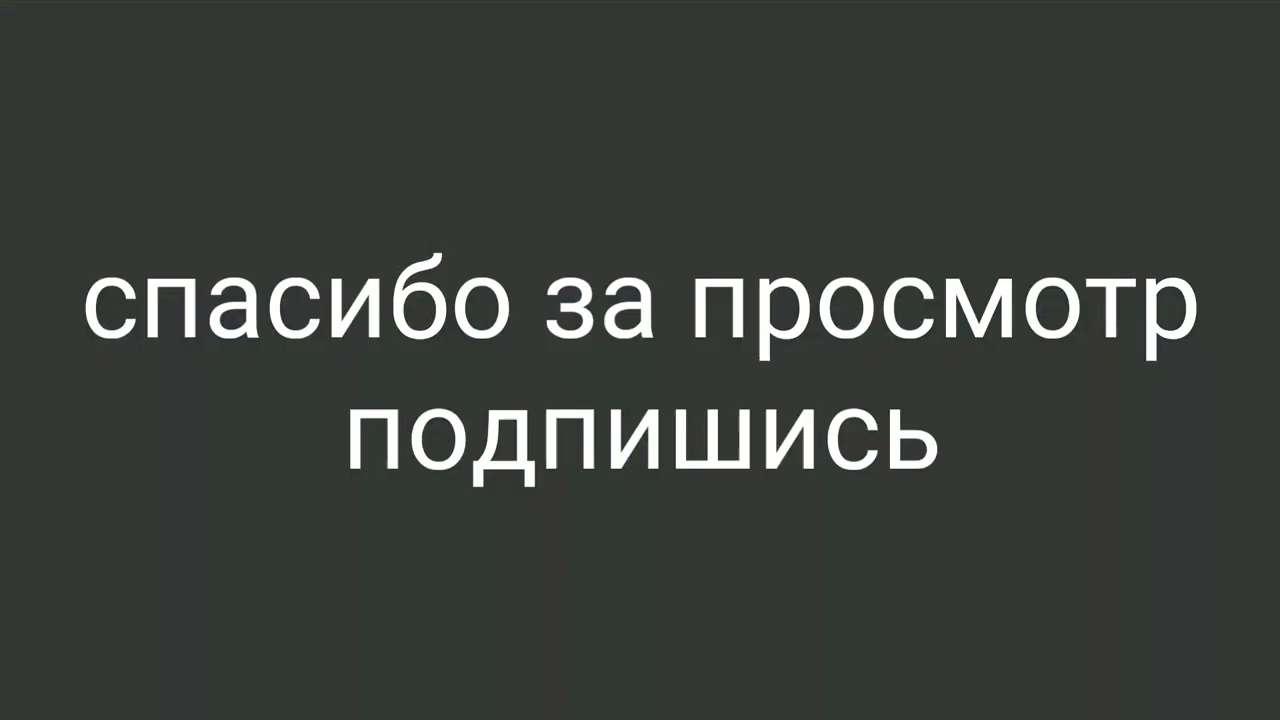 спасибо за просмотр
подпишись